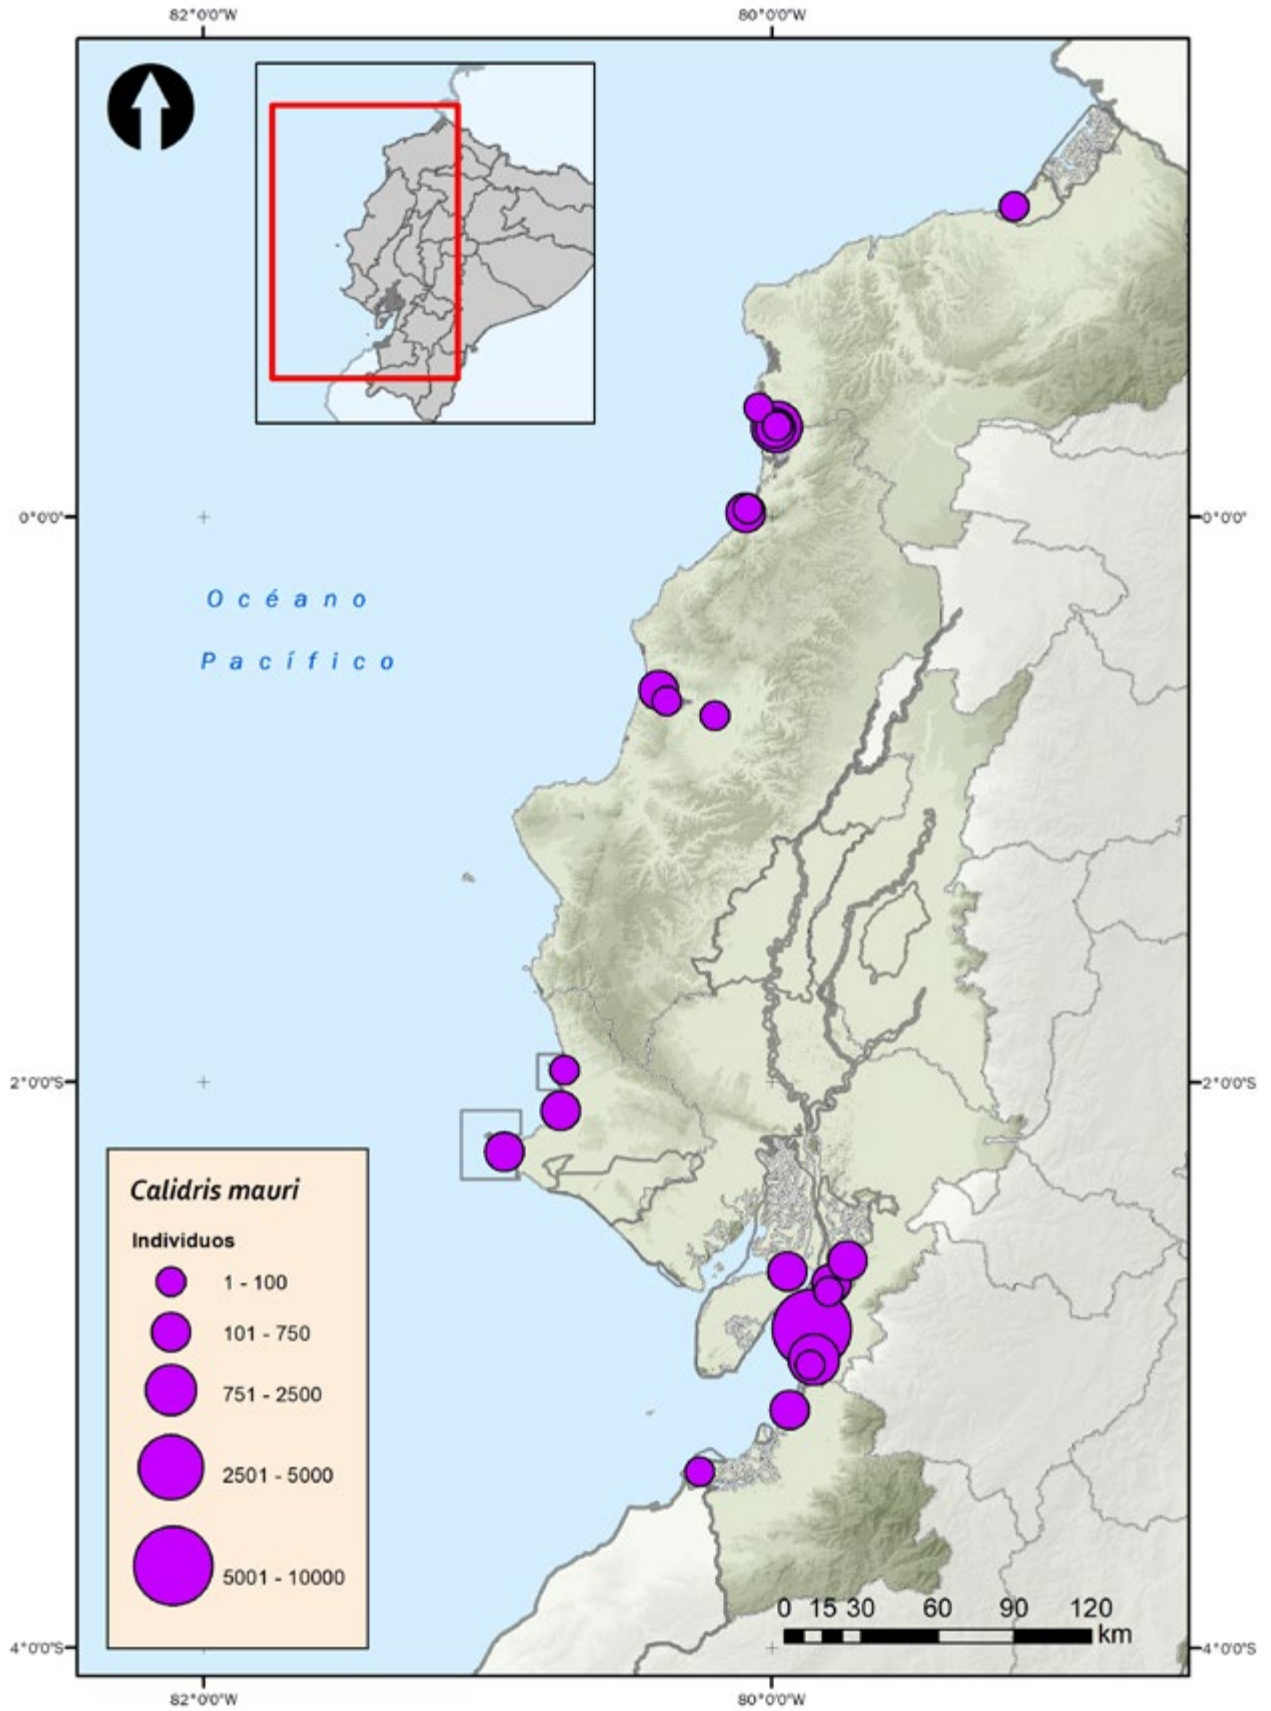 82°0'0"W
80°0'0"W
0°0'0"
0°0'0"
Océano
Pacífico
2°0'0"S
2°0'0"S
Calidris mauri
Individuos
1 - 100
101 - 750
751 - 2500
2501 - 5000
5001 - 10000
0 15 30 60 90 120
km
4°0'0"S
4°0'0"S
82°0'0"W
80°0'0"W